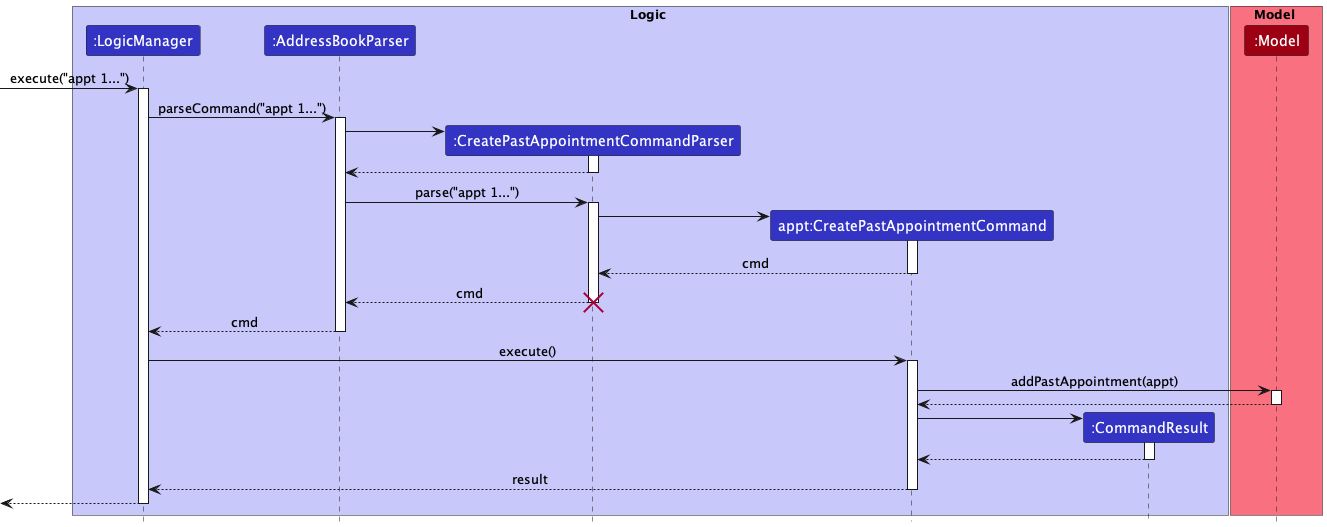 Logic
Model
:LogicManager
:AddressBookParser
:Model
execute("appt 1...")
parseCommand("appt 1...")
:CreatePastAppointmentCommandParser
parse("appt 1...")
appt:CreatePastAppointmentCommand
cmd
cmd
cmd
execute()
addPastAppointment(appt)
:CommandResult
result